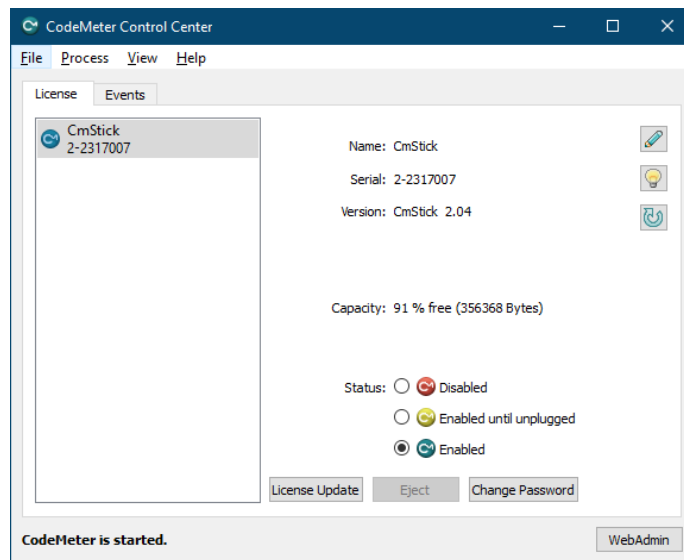 CodeMeter Control Center
File Process View Help
License Events
CmStick
2-2317007
Name: CmStick
Serial: 2-2317007
Version: CmStick 2.04
Capacity: 91 % free (356368 Bytes)
Status: Disabled
Enabled until unplugged
Enabled
License Update Eject Change Password
CodeMeter is started. WebAdmin